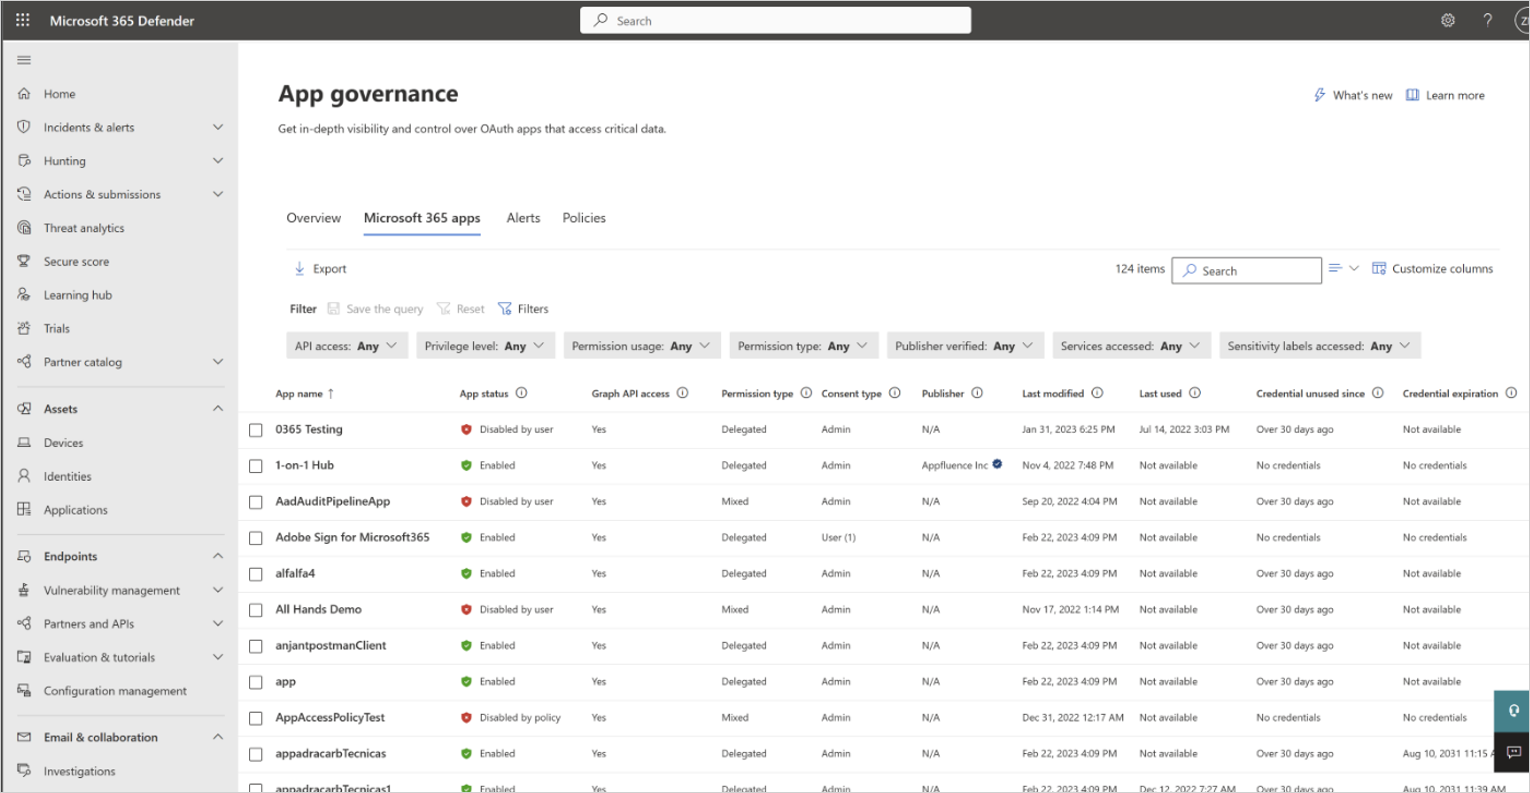 Microsoft 365 Defender
Search
?
Home
Incidents & alerts
Hunting
Actions & submissions
Threat analytics
Secure score
Learning hub
Trials
Partner catalog
Assets
Devices
Identities
Applications
Endpoints
Vulnerability management
Partners and APIs
Evaluation & tutorials
Configuration management
Email & collaboration
Investigations
App governance
What's new Learn more
Get in-depth visibility and control over OAuth apps that access critical data.
Overview Microsoft 365 apps Alerts Policies
Export 124 items Search Customize columns
Filter Save the query Reset Filters
API access: Any Privilege level: Any Permission usage: Any Permission type: Any Publisher verified: Any Services accessed: Any Sensitivity labels accessed: Any
App name ↑ App status Graph API access Permission type Consent type Publisher Last modified Last used Credential unused since Credential expiration
0365 Testing Disabled by user Yes Delegated Admin N/A Jan 31, 2023 6:25 PM Jul 14, 2022 3:03 PM Over 30 days ago Not available
1-on-1 Hub Enabled Yes Delegated Admin Appfluence Inc Nov 4, 2022 7:48 PM Not available No credentials No credentials
AadAuditPipelineApp Disabled by user Yes Mixed Admin N/A Sep 20, 2022 4:04 PM Not available Over 30 days ago Not available
Adobe Sign for Microsoft365 Enabled Yes Delegated User (1) N/A Feb 22, 2023 4:09 PM Not available No credentials No credentials
alfalfa4 Enabled Yes Delegated Admin N/A Feb 22, 2023 4:09 PM Not available Over 30 days ago Not available
All Hands Demo Disabled by user Yes Mixed Admin N/A Nov 17, 2022 1:14 PM Not available Over 30 days ago Not available
anjantpostmanClient Enabled Yes Delegated Admin N/A Feb 22, 2023 4:09 PM Not available Over 30 days ago Not available
app Enabled Yes Delegated Admin N/A Feb 22, 2023 4:09 PM Not available Over 30 days ago Not available
AppAccessPolicyTest Disabled by policy Yes Mixed Admin N/A Dec 31, 2022 12:17 AM Not available No credentials No credentials
appadracarbTecnicas Enabled Yes Delegated Admin N/A Feb 22, 2023 4:09 PM Not available Over 30 days ago Aug 10, 2031 11:15
appadracarbTecnicas1 Enabled Yes Delegated Admin N/A Feb 22, 2023 4:09 PM Dec 12, 2022 7:27 AM Over 30 days ago Aug 10, 2031 11:39 AM